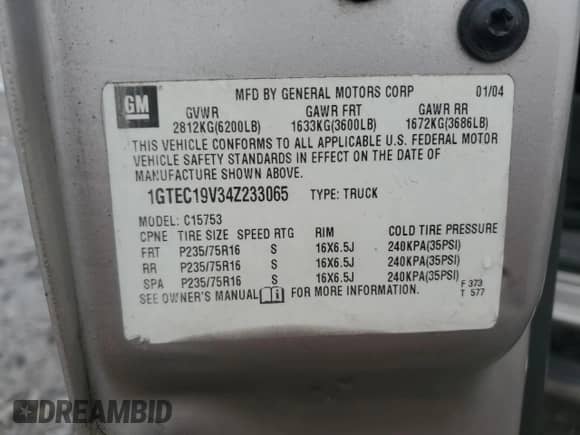 GM
MFD BY GENERAL MOTORS CORP 01/04
GVWR GAWR FRT GAWR RR
2812KG(6200LB) 1633KG(3600LB) 1672KG(3686LB)
THIS VEHICLE CONFORMS TO ALL APPLICABLE U.S. FEDERAL MOTOR
VEHICLE SAFETY STANDARDS IN EFFECT ON THE DATE OF
MANUFACTURE SHOWN ABOVE.
1GTEC19V34Z233065 TYPE: TRUCK
MODEL: C15753
CPNE TIRE SIZE SPEED RTG RIM COLD TIRE PRESSURE
FRT P235/75R16 S 16X6.5J 240KPA(35PSI)
RR P235/75R16 S 16X6.5J 240KPA(35PSI)
SPA P235/75R16 S 16X6.5J 240KPA(35PSI)
SEE OWNER'S MANUAL FOR MORE INFORMATION.
F 373
T 577
DREAMBID